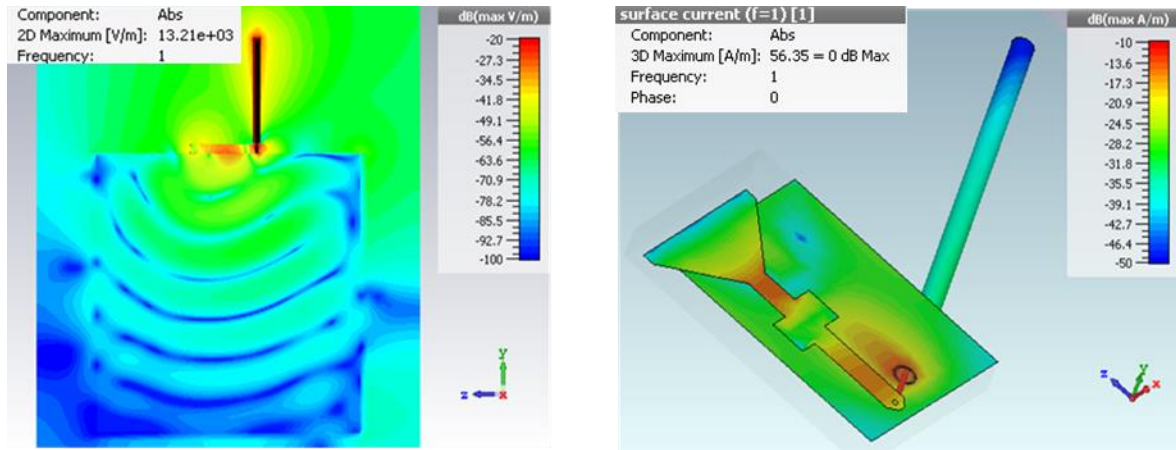 Component: Abs
2D Maximum [V/m]: 13.21e+03
Frequency: 1
dB(max V/m)
-20
-27.3
-34.5
-41.8
-49.1
-56.4
-63.6
-70.9
-78.2
-85.5
-92.7
-100
y
z x
surface current (f=1) [1]
Component: Abs
3D Maximum [A/m]: 56.35 = 0 dB Max
Frequency: 1
Phase: 0
dB(max A/m)
-10
-13.6
-17.3
-20.9
-24.5
-28.2
-31.8
-35.5
-39.1
-42.7
-46.4
-50
z y x